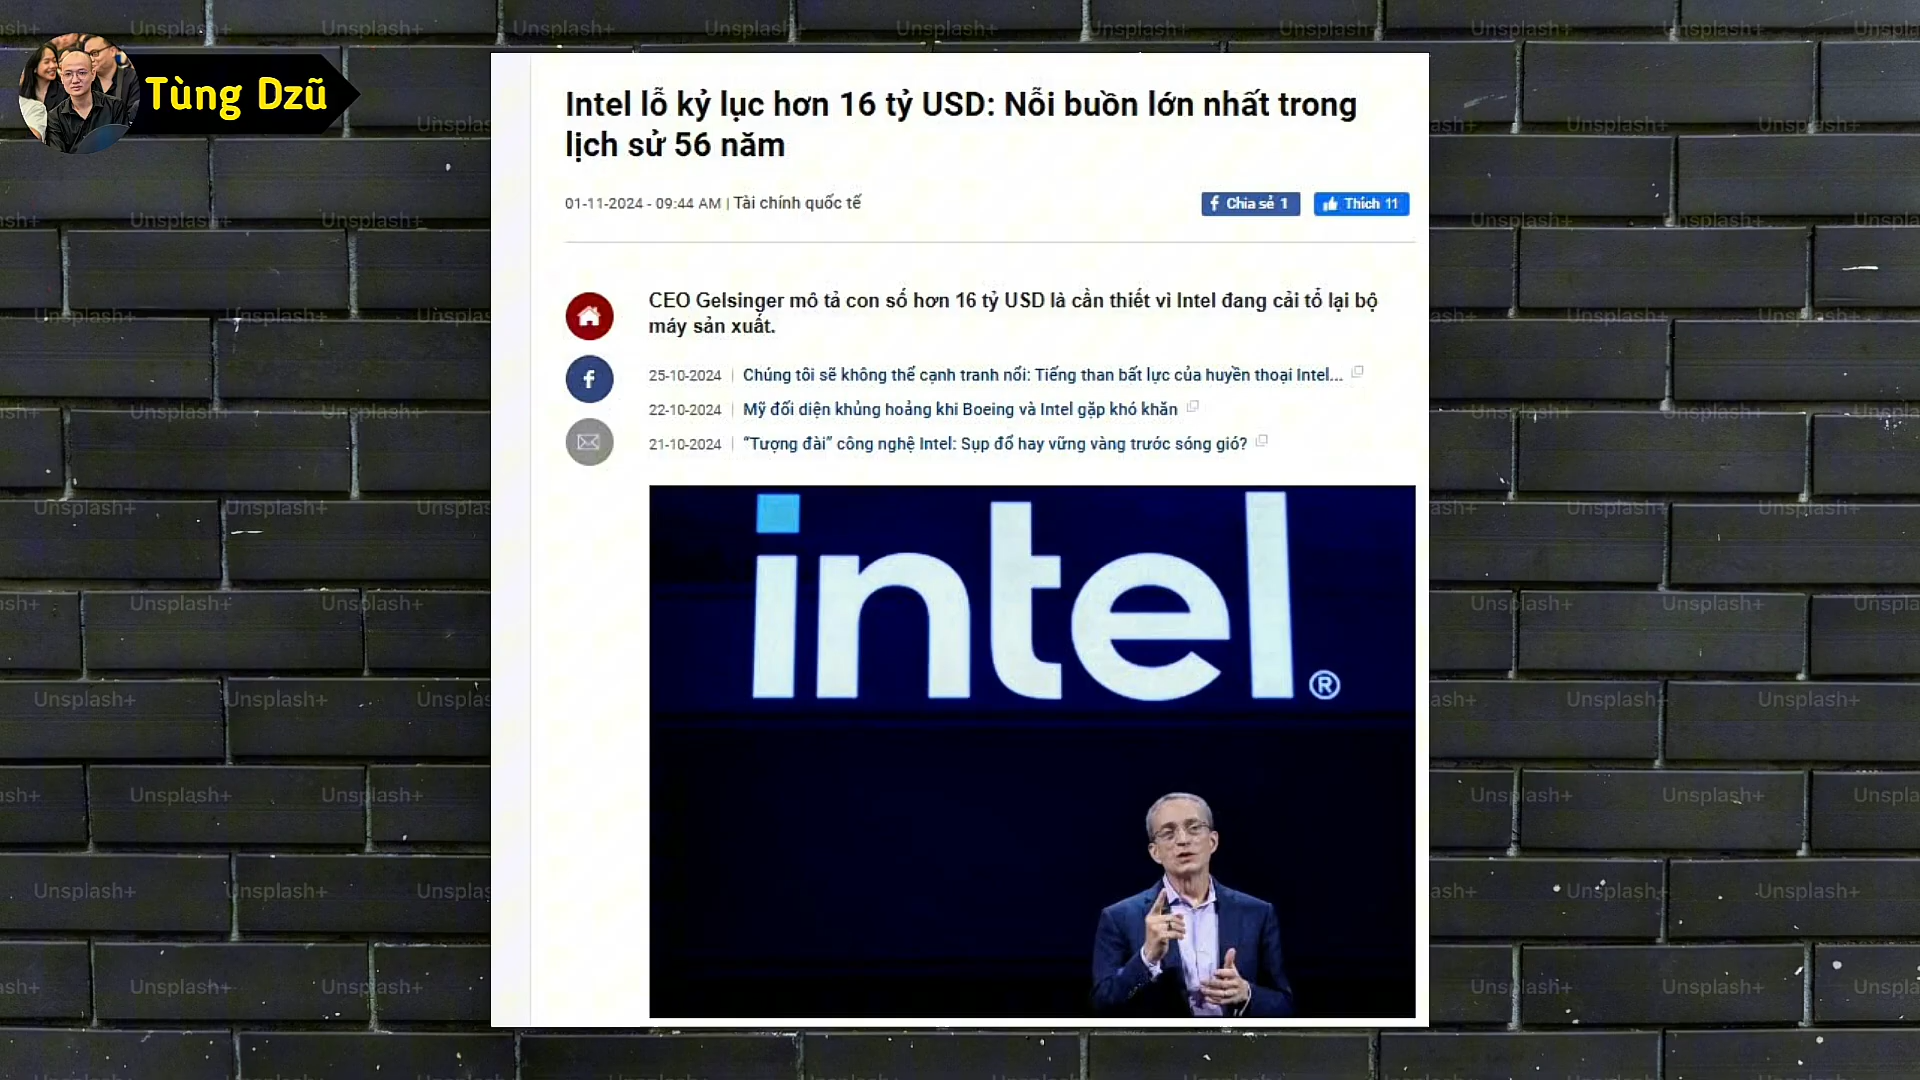 Tùng Dzũ
Intel lỗ kỷ lục hơn 16 tỷ USD: Nỗi buồn lớn nhất trong
lịch sử 56 năm
01-11-2024 - 09:44 AM | Tài chính quốc tế
Chia sẻ 1
Thích 11
CEO Gelsinger mô tả con số hơn 16 tỷ USD là cần thiết vì Intel đang cải tổ lại bộ
máy sản xuất.
25-10-2024 | Chúng tôi sẽ không thể cạnh tranh nổi: Tiếng than bất lực của huyền thoại Intel...
22-10-2024 | Mỹ đối diện khủng hoảng khi Boeing và Intel gặp khó khăn
21-10-2024 | “Tượng đài” công nghệ Intel: Sụp đổ hay vững vàng trước sóng gió?
intel®
Unsplash+